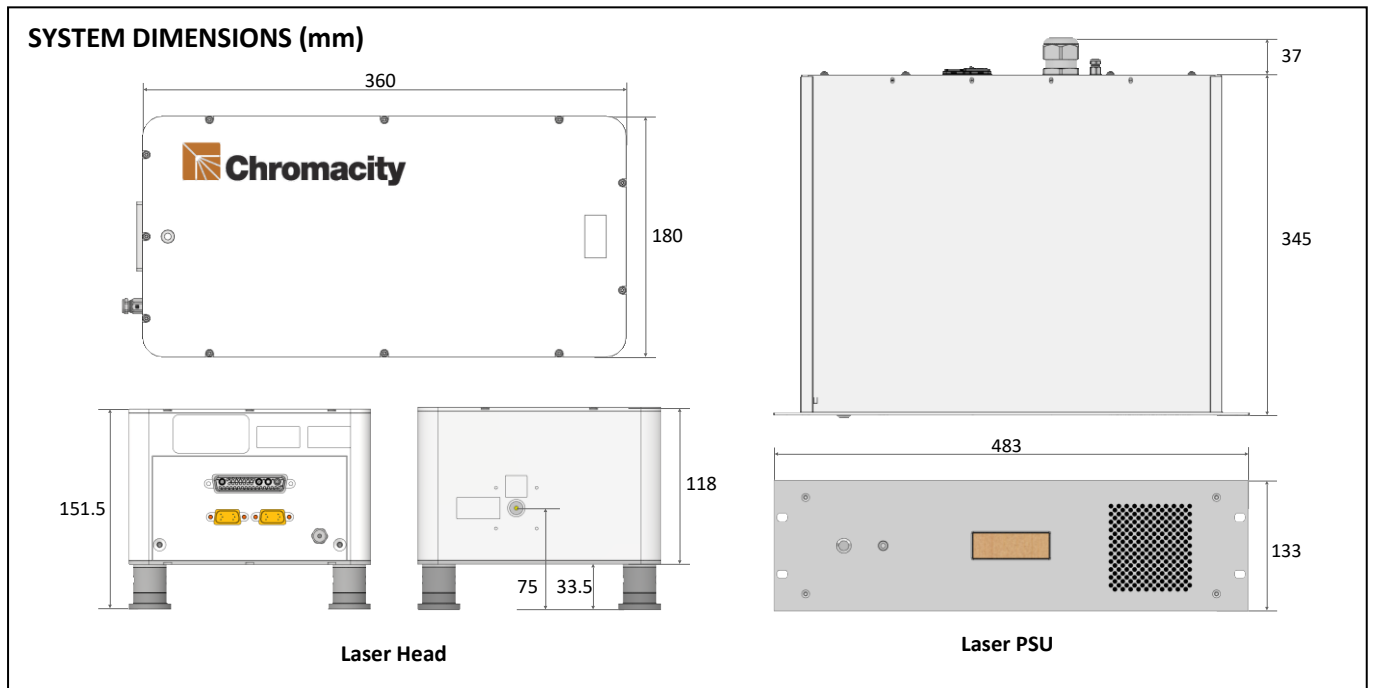 SYSTEM DIMENSIONS (mm)
360
Chromacity
180
37
345
151.5
118
75
33.5
483
133
Laser Head
Laser PSU